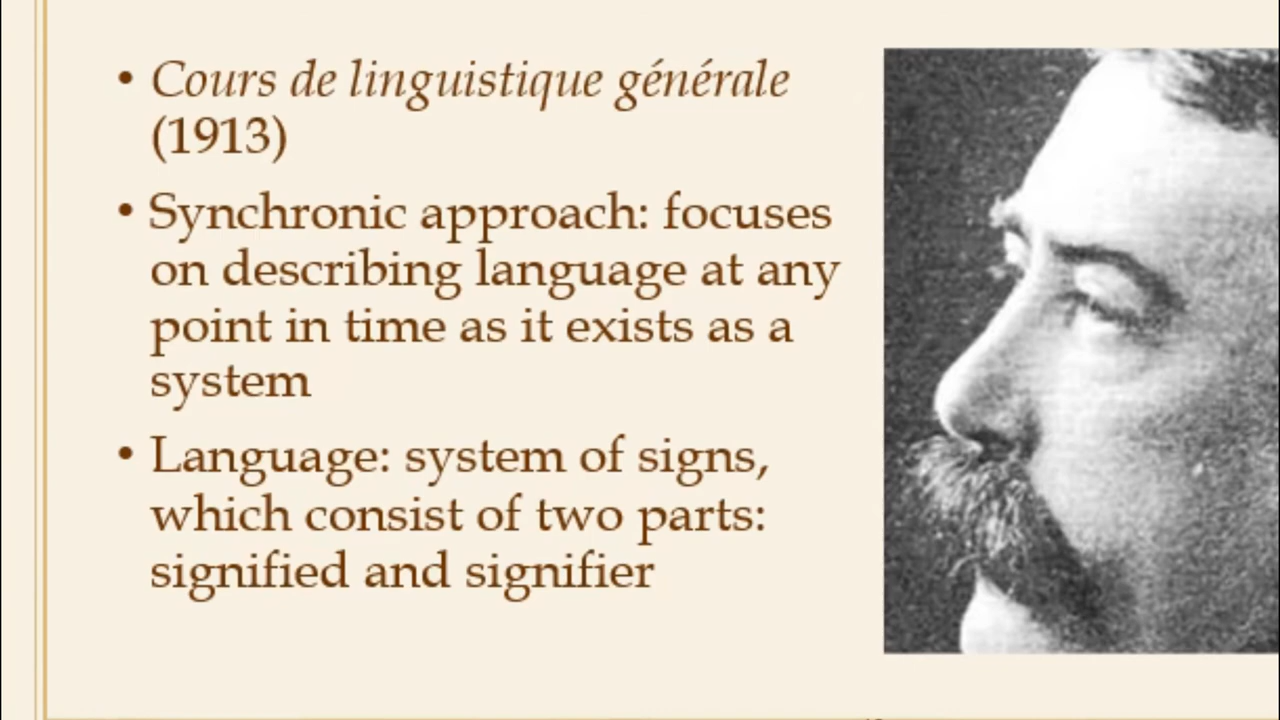 • Cours de linguistique générale
(1913)
• Synchronic approach: focuses
on describing language at any
point in time as it exists as a
system
• Language: system of signs,
which consist of two parts:
signified and signifier